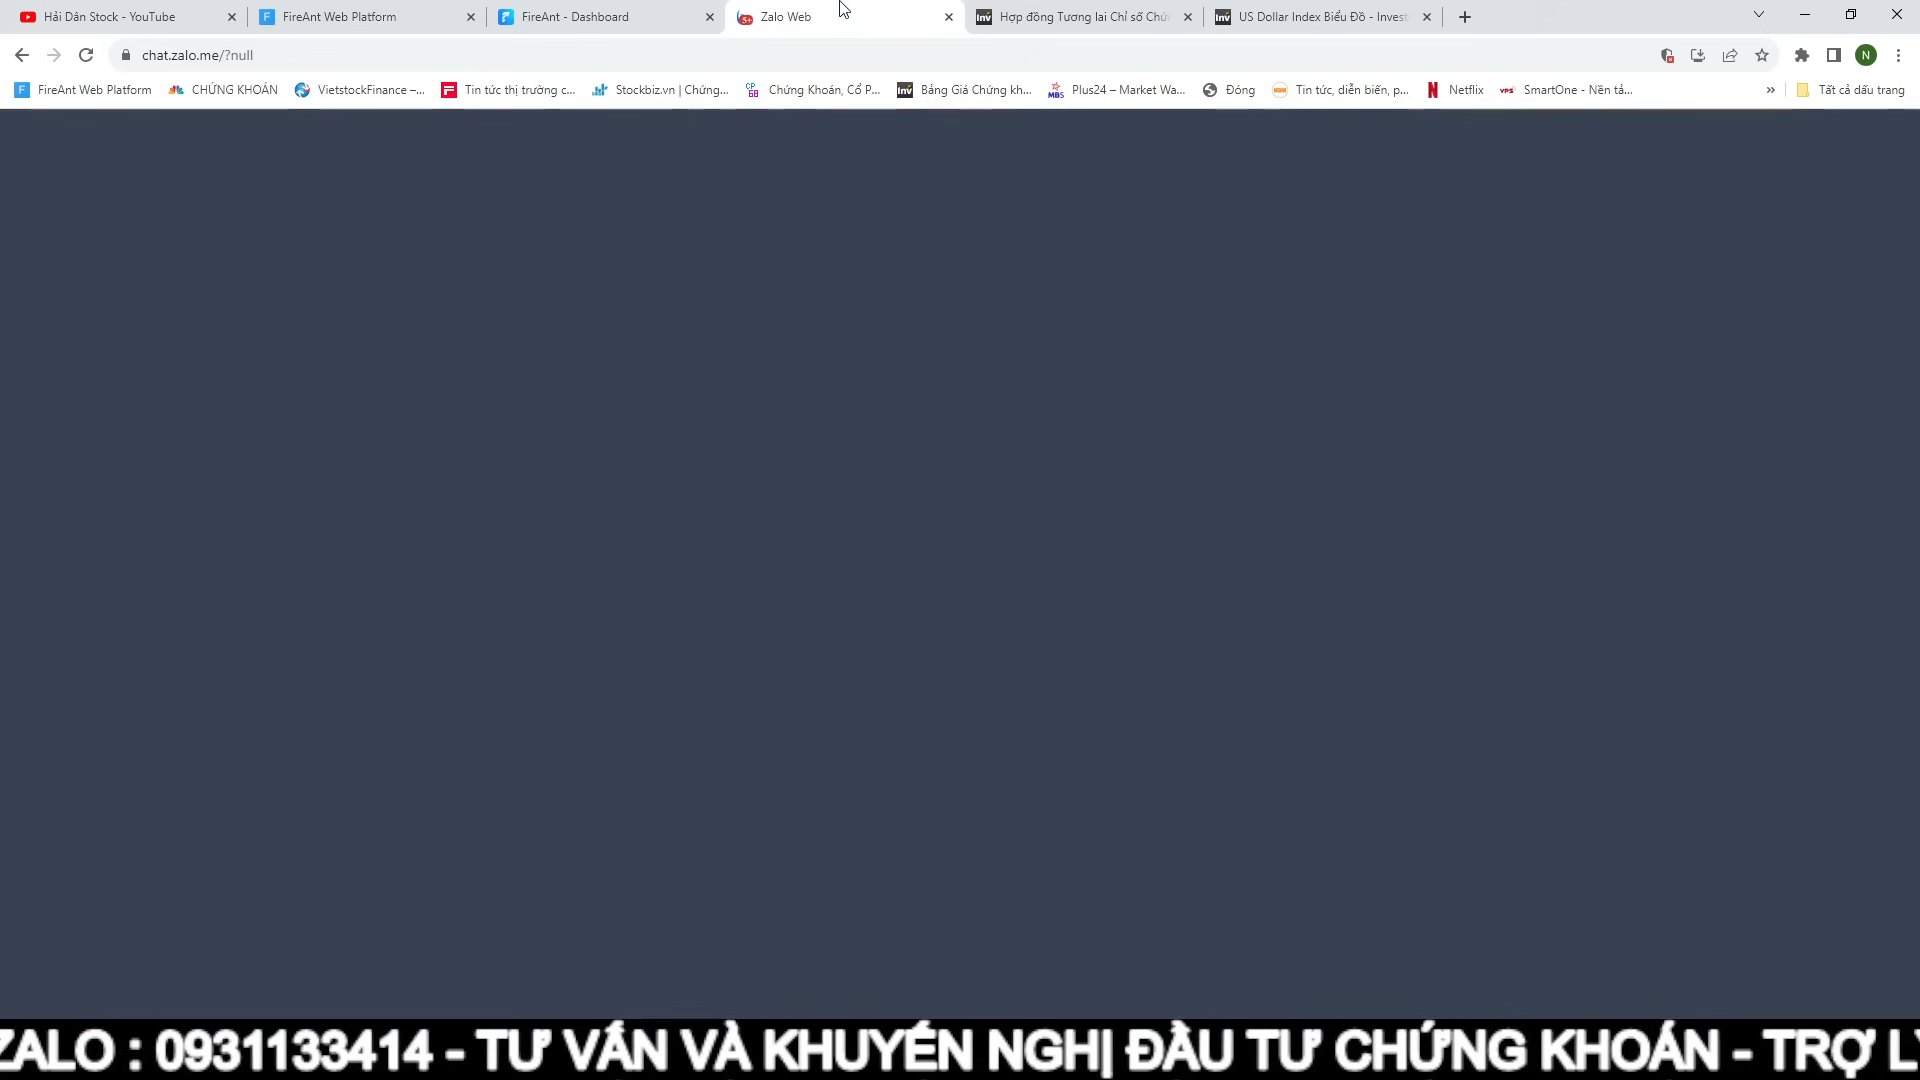 Hải Dân Stock - YouTube
FireAnt Web Platform
FireAnt - Dashboard
Zalo Web
Hợp đồng Tương lai Chỉ số Chứ
US Dollar Index Biểu Đồ - Invest
chat.zalo.me/?null
N
FireAnt Web Platform
CHỨNG KHOÁN
VietstockFinance –...
Tin tức thị trường c...
Stockbiz.vn | Chứng...
Chứng Khoán, Cổ P...
Bảng Giá Chứng kh...
Plus24 – Market Wa...
Đóng
Tin tức, diễn biến, p...
Netflix
SmartOne - Nền tả...
»
Tất cả dấu trang
ZALO : 0931133414 - TƯ VẤN VÀ KHUYẾN NGHỊ ĐẦU TƯ CHỨNG KHOÁN - TRỢ LÝ